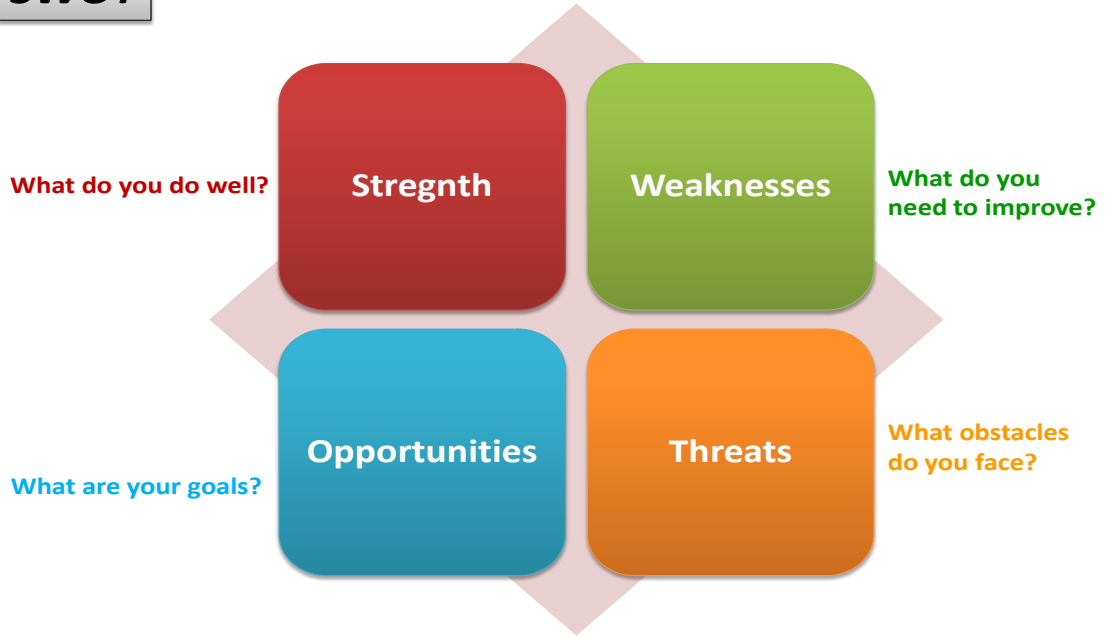 SWOT
What do you do well?
Stregnth
Weaknesses
What do you
need to improve?
Opportunities
Threats
What are your goals?
What obstacles
do you face?